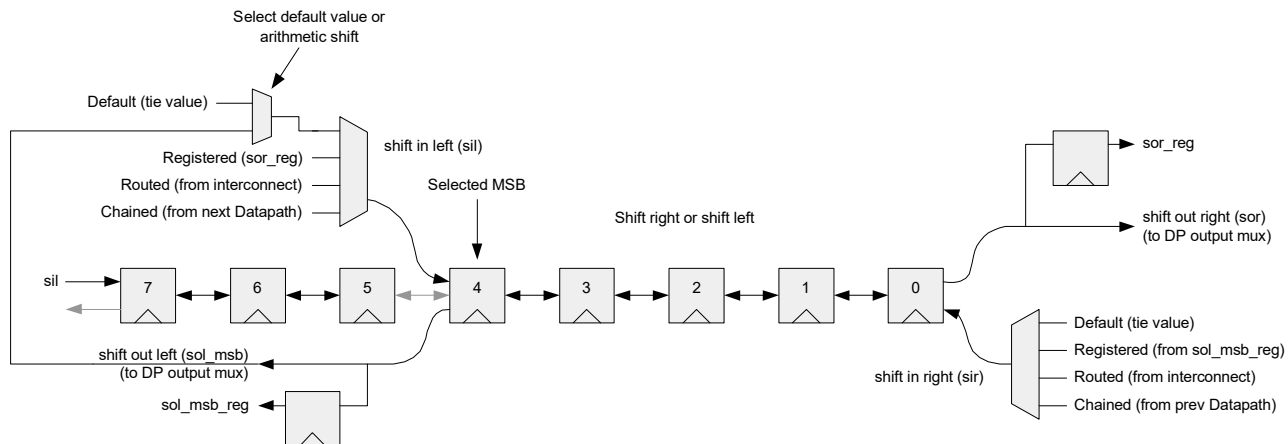 Select default value or
arithmetic shift
Default (tie value)
Registered (sor_reg)
Routed (from interconnect)
Chained (from next Datapath)
shift in left (sil)
Selected MSB
Shift right or shift left
sor_reg
shift out right (sor)
(to DP output mux)
sil
7
6
5
4
3
2
1
0
shift out left (sol_msb)
(to DP output mux)
sol_msb_reg
shift in right (sir)
Default (tie value)
Registered (from sol_msb_reg)
Routed (from interconnect)
Chained (from prev Datapath)